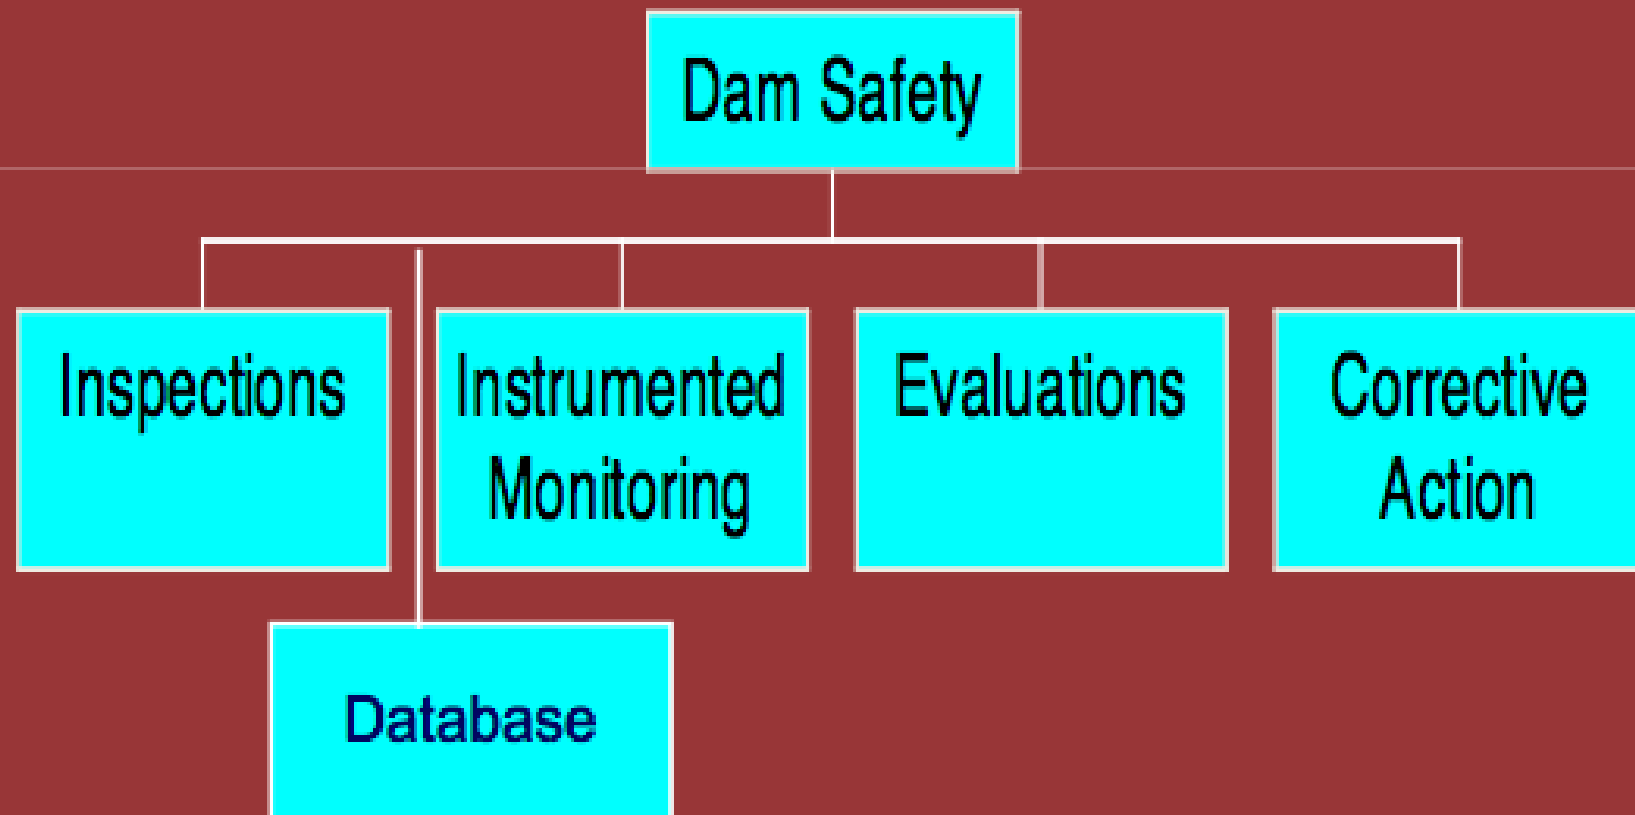 Dam Safety
Inspections
Instrumented
Monitoring
Evaluations
Corrective
Action
Database